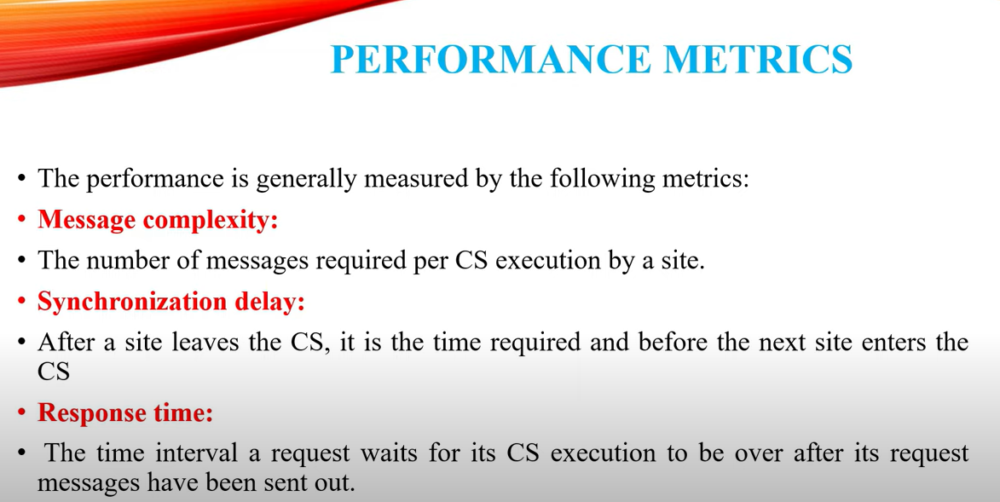 PERFORMANCE METRICS
• The performance is generally measured by the following metrics:
• Message complexity:
• The number of messages required per CS execution by a site.
• Synchronization delay:
• After a site leaves the CS, it is the time required and before the next site enters the
CS
• Response time:
• The time interval a request waits for its CS execution to be over after its request
messages have been sent out.